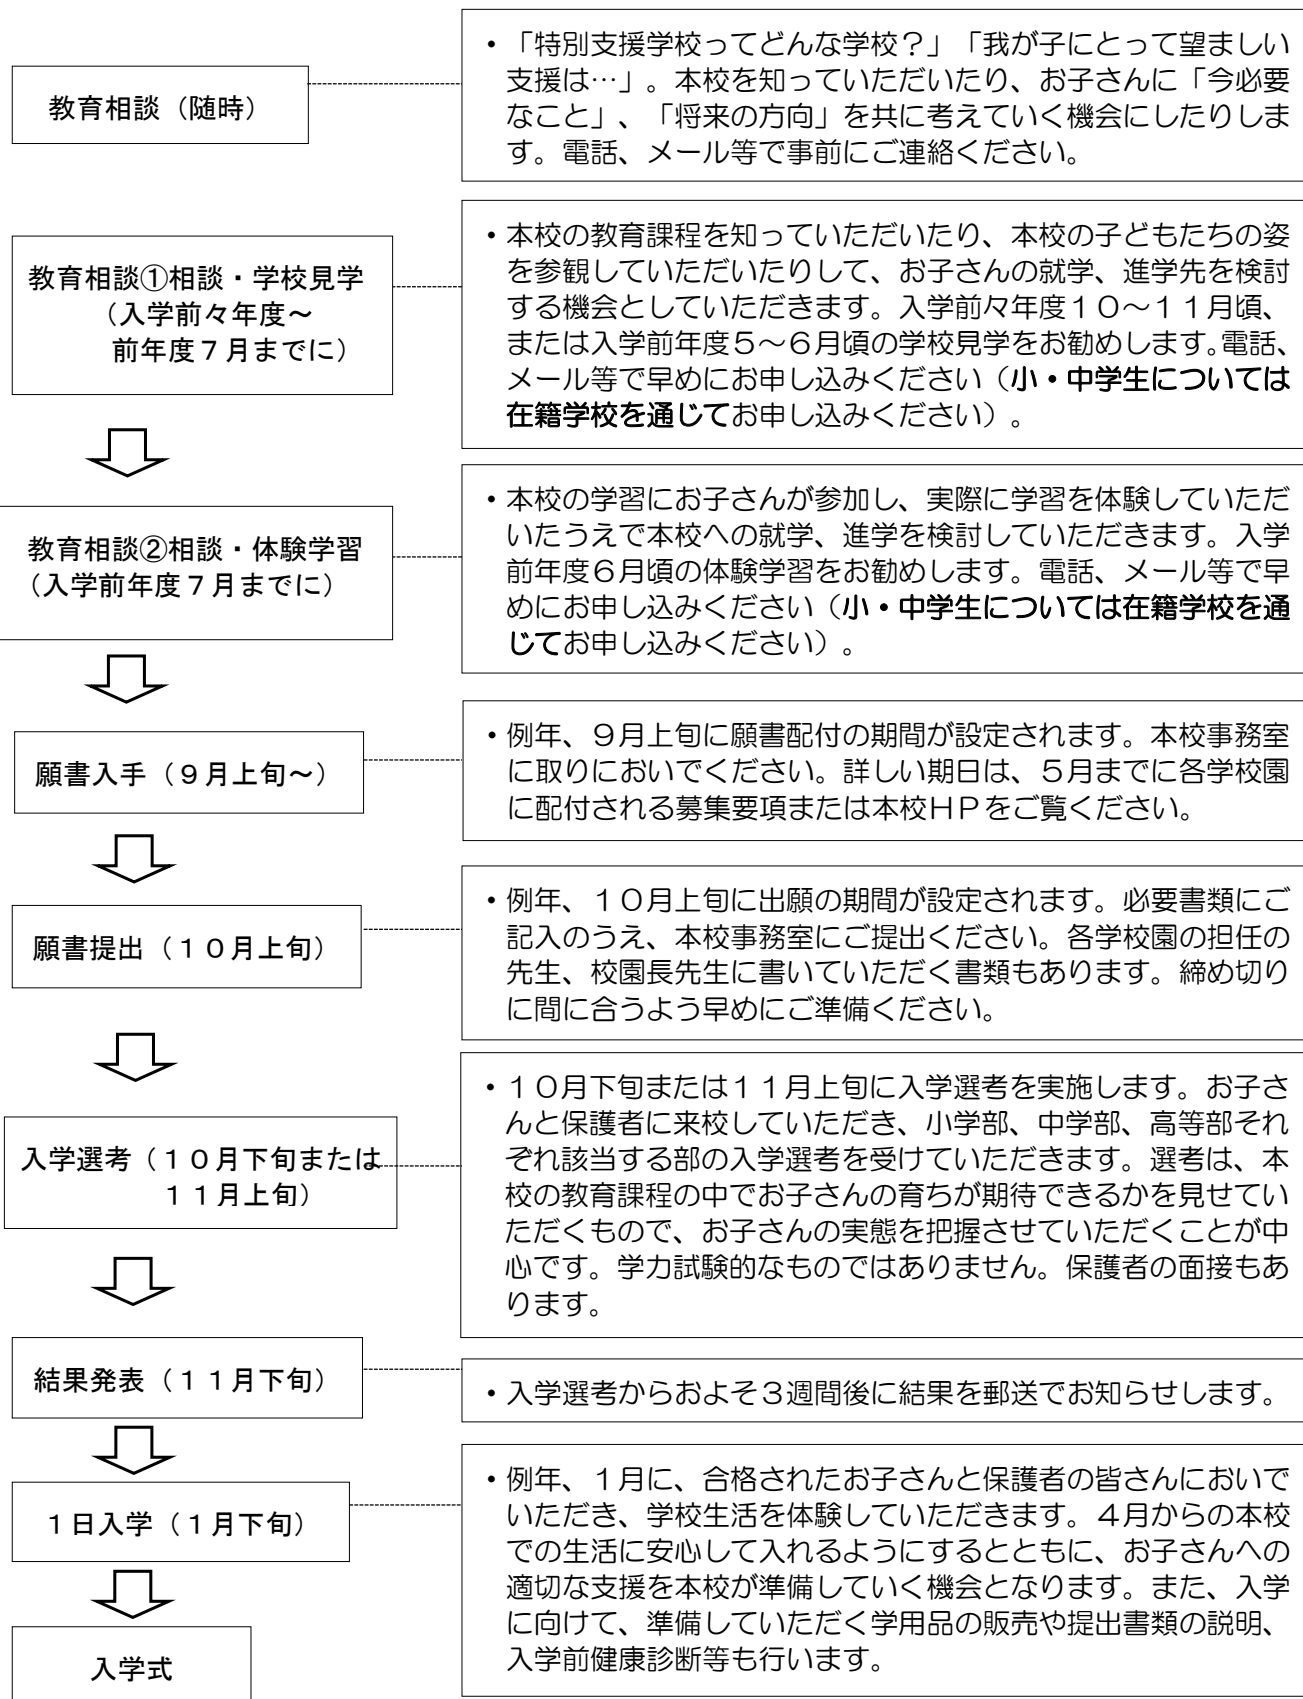 教育相談（随時）
・「特別支援学校ってどんな学校？」「我が子にとって望ましい
支援は…」。本校を知っていただいたり、お子さんに「今必要
なこと」、「将来の方向」を共に考えていく機会にしたりしま
す。電話、メール等で事前にご連絡ください。
教育相談①相談・学校見学
（入学前々年度～
前年度７月までに）
・本校の教育課程を知っていただいたり、本校の子どもたちの姿
を参観していただいたりして、お子さんの就学、進学先を検討
する機会としていただきます。入学前々年度１０～１１月頃、
または入学前年度５～６月頃の学校見学をお勧めします。電話、
メール等で早めにお申し込みください（小・中学生については
在籍学校を通じてお申し込みください）。
教育相談②相談・体験学習
（入学前年度７月までに）
・本校の学習にお子さんが参加し、実際に学習を体験していただ
いたうえで本校への就学、進学を検討していただきます。入学
前年度６月頃の体験学習をお勧めします。電話、メール等で早
めにお申し込みください（小・中学生については在籍学校を通
じてお申し込みください）。
願書入手（９月上旬～）
・例年、９月上旬に願書配付の期間が設定されます。本校事務室
に取りにおいでください。詳しい期日は、５月までに各学校園
に配付される募集要項または本校ＨＰをご覧ください。
願書提出（１０月上旬）
・例年、１０月上旬に出願の期間が設定されます。必要書類にご
記入のうえ、本校事務室にご提出ください。各学校園の担任の
先生、校園長先生に書いていただく書類もあります。締め切り
に間に合うよう早めにご準備ください。
入学選考（１０月下旬または
１１月上旬）
・１０月下旬または１１月上旬に入学選考を実施します。お子さ
んと保護者に来校していただき、小学部、中学部、高等部それ
ぞれ該当する部の入学選考を受けていただきます。選考は、本
校の教育課程の中でお子さんの育ちが期待できるかを見せてい
ただくもので、お子さんの実態を把握させていただくことが中
心です。学力試験的なものではありません。保護者の面接もあ
ります。
結果発表（１１月下旬）
・入学選考からおよそ３週間後に結果を郵送でお知らせします。
１日入学（１月下旬）
・例年、１月に、合格されたお子さんと保護者の皆さんにおいで
いただき、学校生活を体験していただきます。４月からの本校
での生活に安心して入れるようにするとともに、お子さんへの
適切な支援を本校が準備していく機会となります。また、入学
に向けて、準備していただく学用品の販売や提出書類の説明、
入学前健康診断等も行います。
入学式